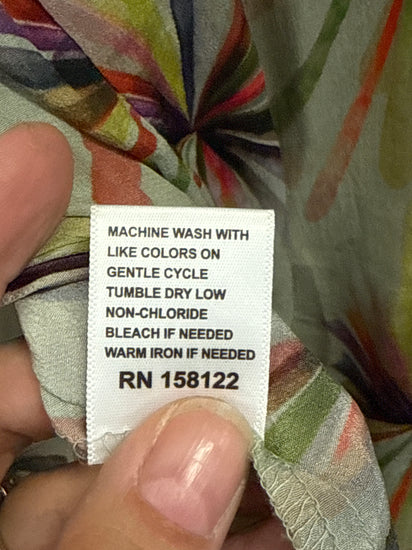 MACHINE WASH WITH
LIKE COLORS ON
GENTLE CYCLE
TUMBLE DRY LOW
NON-CHLORIDE
BLEACH IF NEEDED
WARM IRON IF NEEDED
RN 158122